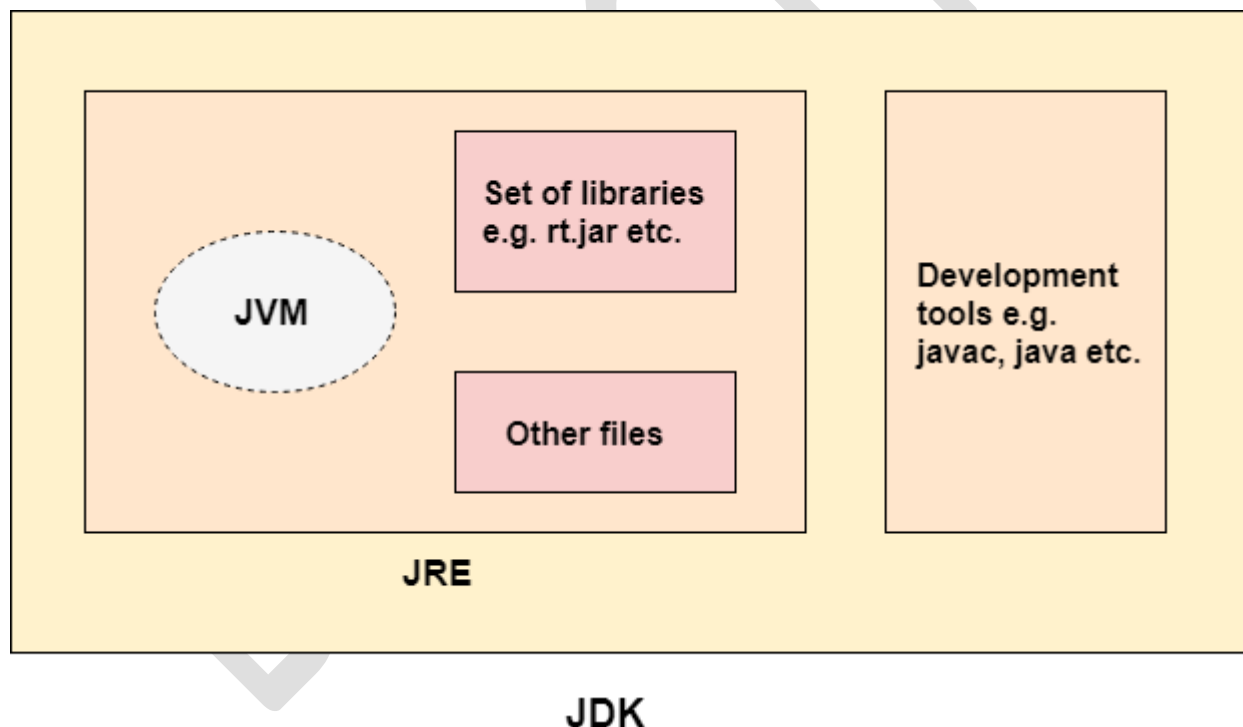 Set of libraries
e.g. rt.jar etc.
JVM
Other files
Development
tools e.g.
javac, java etc.
JRE
JDK